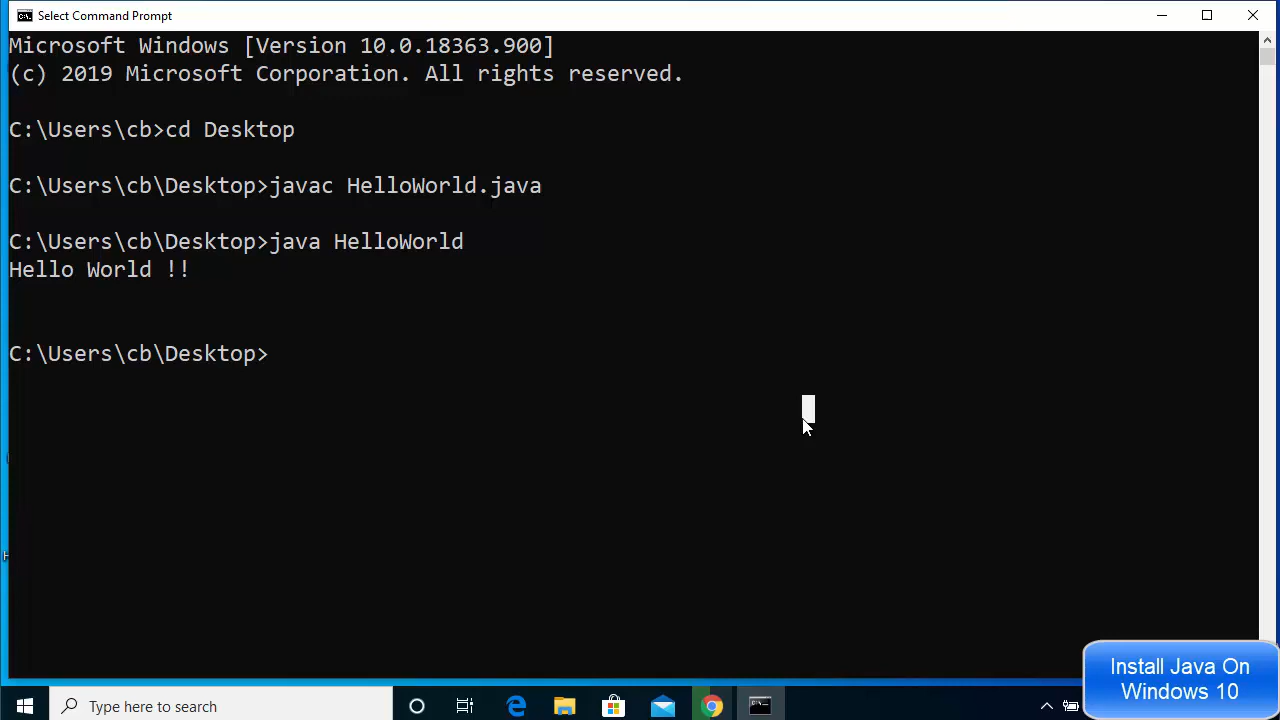 Select Command Prompt
Microsoft Windows [Version 10.0.18363.900]
(c) 2019 Microsoft Corporation. All rights reserved.
C:\Users\cb>cd Desktop
C:\Users\cb\Desktop>javac HelloWorld.java
C:\Users\cb\Desktop>java HelloWorld
Hello World !!
C:\Users\cb\Desktop>
Install Java On
Windows 10
Type here to search